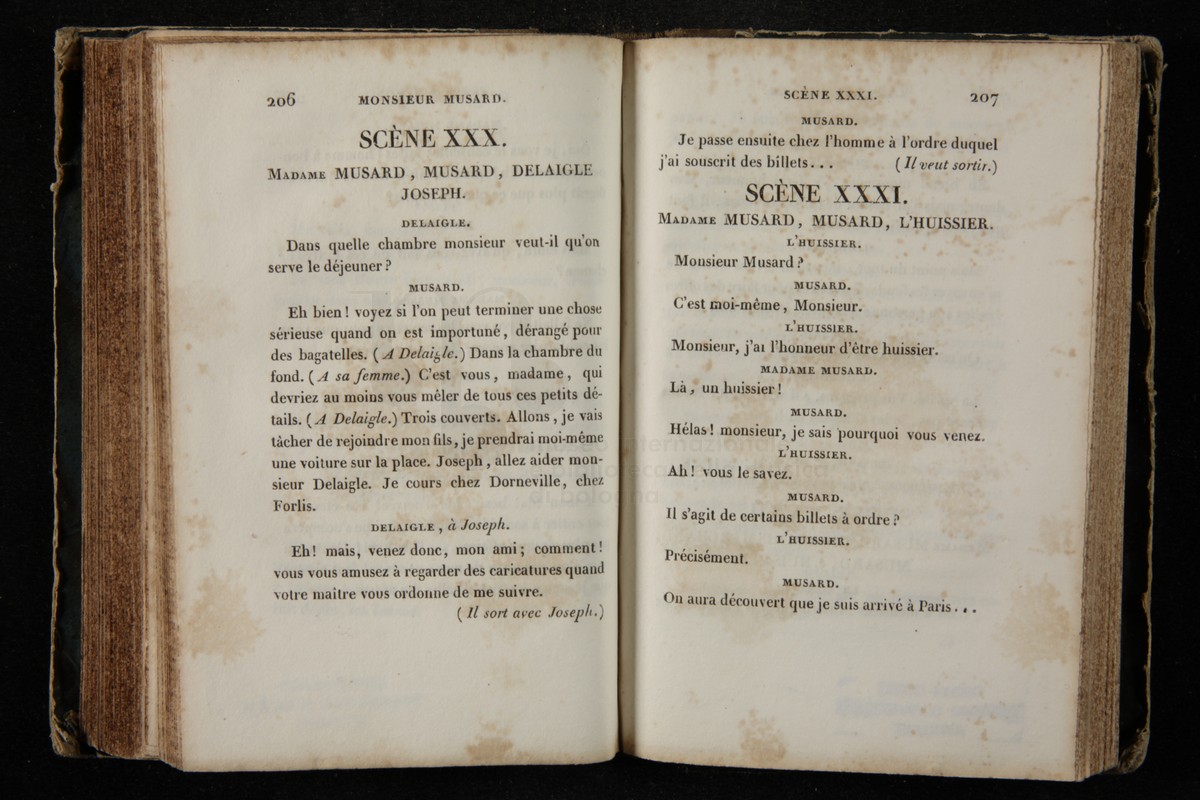 206 MONSIEUR MUSARD.
SCÈNE XXX.
MADAME MUSARD, MUSARD, DELAIGLE
JOSEPH.
DELAIGLE.
Dans quelle chambre monsieur veut-il qu'on
serve le déjeuner?
MUSARD.
Eh bien! voyez si l'on peut terminer une chose
sérieuse quand on est importuné, dérangé pour
des bagatelles. (A Delaigle.) Dans la chambre du
fond. (A sa femme.) C'est vous, madame, qui
devriez au moins vous mêler de tous ces petits dé-
tails. (A Delaigle.) Trois couverts. Allons, je vais
tâcher de rejoindre mon fils, je prendrai moi-même
une voiture sur la place. Joseph, allez aider mon-
sieur Delaigle. Je cours chez Dorneville, chez
Forlis.
DELAIGLE, à Joseph.
Eh! mais, venez donc, mon ami; comment!
vous vous amusez à regarder des caricatures quand
votre maître vous ordonne de me suivre.
(Il sort avec Joseph.)
SCÈNE XXXI. 207
MUSARD.
Je passe ensuite chez l'homme à l'ordre duquel
j'ai souscrit des billets... (Il veut sortir.)
SCÈNE XXXI.
MADAME MUSARD, MUSARD, L'HUISSIER.
L'HUISSIER.
Monsieur Musard?
MUSARD.
C'est moi-même, Monsieur.
L'HUISSIER.
Monsieur, j'ai l'honneur d'être huissier.
MADAME MUSARD.
Là, un huissier!
MUSARD.
Hélas! monsieur, je sais pourquoi vous venez.
L'HUISSIER.
Ah! vous le savez.
MUSARD.
Il s'agit de certains billets à ordre?
L'HUISSIER.
Précisément.
MUSARD.
On aura découvert que je suis arrivé à Paris...
di bologna